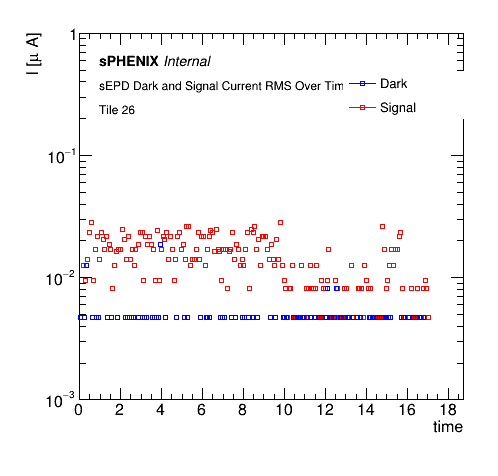 I [μ A]
1
sPHENIX Internal
sEPD Dark and Signal Current RMS Over Tim
Tile 26
Dark
Signal
10⁻¹
10⁻²
10⁻³
0 2 4 6 8 10 12 14 16 18
time